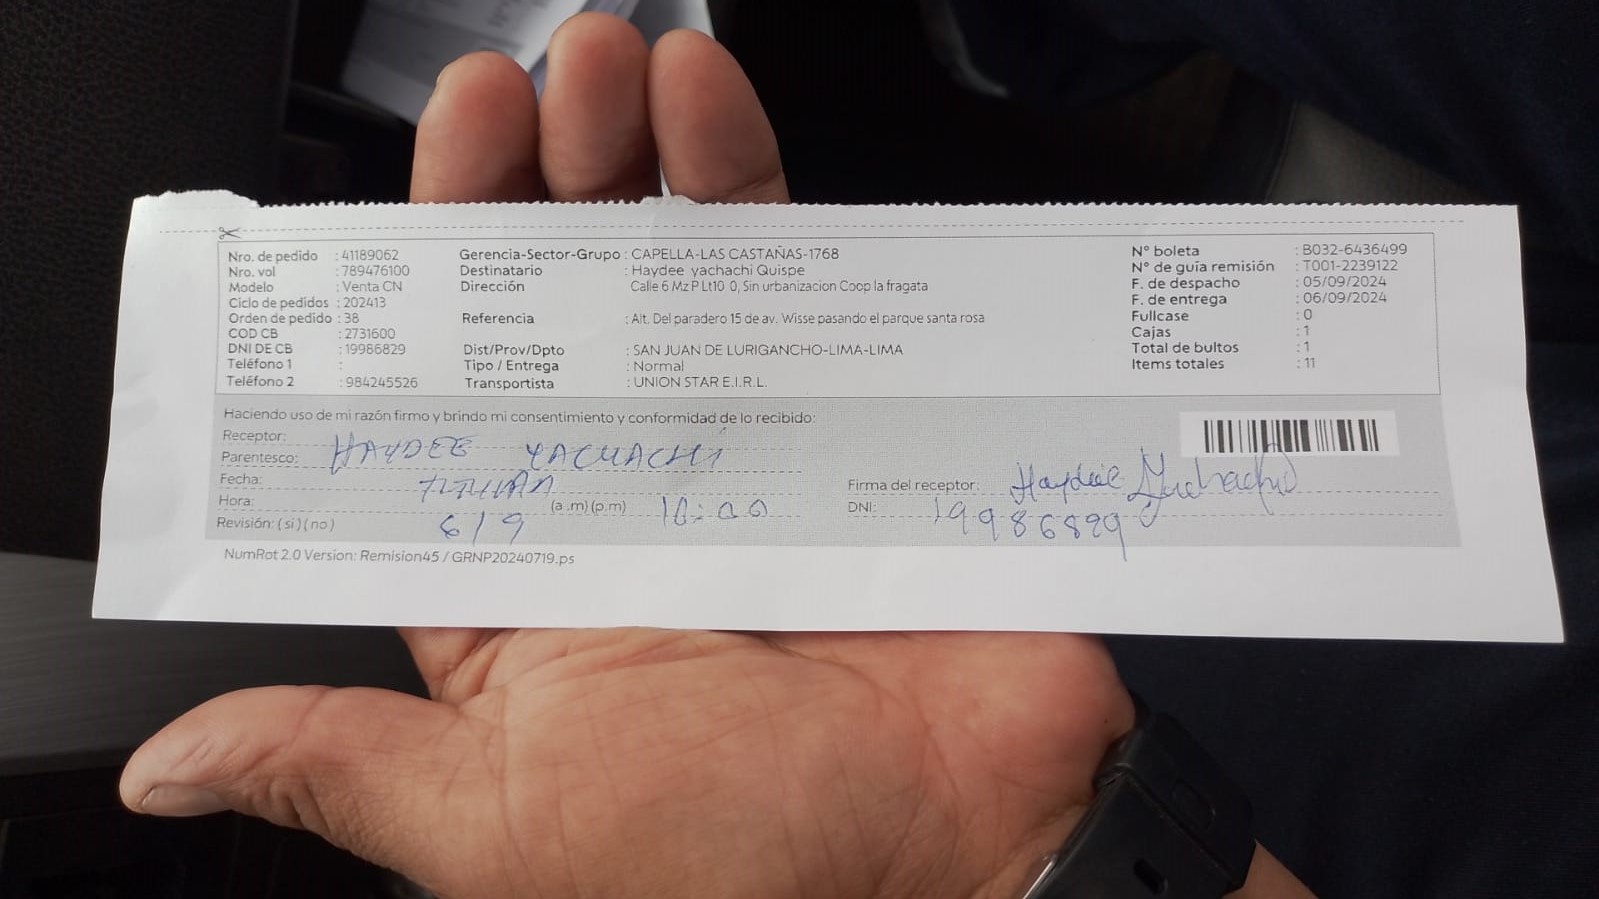 Nro. de pedido : 41189062
Nro. vol : 789476100
Modelo : Venta CN
Ciclo de pedidos : 202413
Orden de pedido : 38
COD CB : 2731600
DNI DE CB : 19986829
Teléfono 1 :
Teléfono 2 : 984245526
Gerencia-Sector-Grupo : CAPELLA-LAS CASTAÑAS-1768
Destinatario : Haydee yachachi Quispe
Dirección Calle 6 Mz P Lt10 0, Sin urbanizacion Coop la fragata
Referencia : Alt. Del paradero 15 de av. Wisse pasando el parque santa rosa
Dist/Prov/Dpto : SAN JUAN DE LURIGANCHO-LIMA-LIMA
Tipo / Entrega : Normal
Transportista : UNION STAR E.I.R.L.
N° boleta : B032-6436499
N° de guía remisión : T001-2239122
F. de despacho : 05/09/2024
F. de entrega : 06/09/2024
Fullcase : 0
Cajas : 1
Total de bultos : 1
Items totales : 11
Haciendo uso de mi razón firmo y brindo mi consentimiento y conformidad de lo recibido:
Receptor: HAYDEE YACHACHI
Parentesco:
Fecha:
Hora: (a.m)(p.m) 10:00
Revisión: (si)(no) 6/9
Firma del receptor: Haydee Yachachi
DNI: 19986829
NumRot 2.0 Version: Remision45 / GRNP20240719.ps